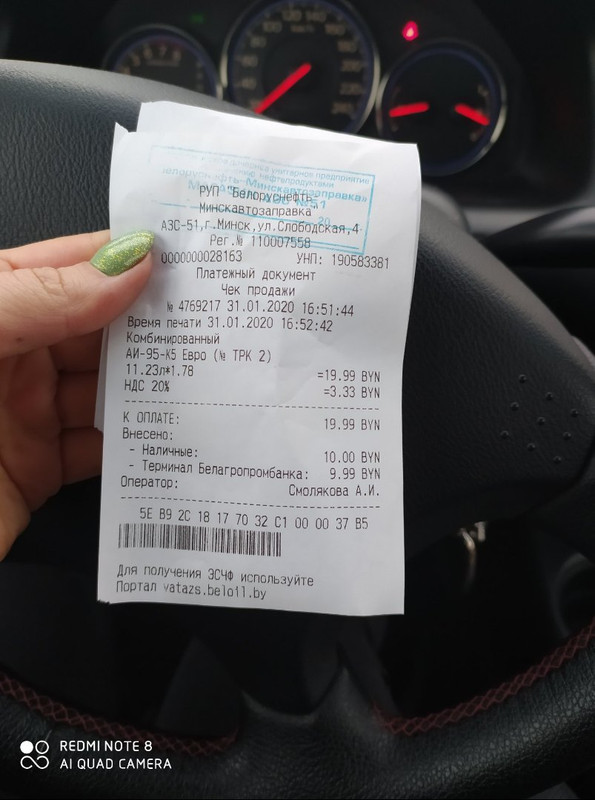 нефтепродуктами
"Белоруснефть-Минскавтозаправка"
РУП "Белоруснефть-
Минскавтозаправка
АЗС-51,г.Минск,ул.Слободская,4
Рег.№ 110007558
0000000028163 УНП: 190583381
Платежный документ
Чек продажи
№ 4769217 31.01.2020 16:51:44
Время печати 31.01.2020 16:52:42
Комбинированный
АИ-95-К5 Евро (№ ТРК 2)
11.23л*1.78 =19.99 BYN
НДС 20% =3.33 BYN
К ОПЛАТЕ: 19.99 BYN
Внесено:
- Наличные: 10.00 BYN
- Терминал Белагропромбанка: 9.99 BYN
Оператор: Смолякова А.И.
5E B9 2C 18 17 70 32 C1 00 00 37 B5
Для получения ЭСЧФ используйте
Портал vatazs.beloil.by
REDMI NOTE 8
AI QUAD CAMERA